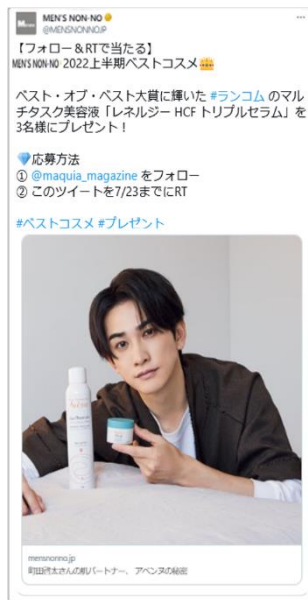 MEN'S NON-NO
@MENSNONNOJP
【フォロー＆RTで当たる】
MEN'S NON-NO 2022上半期ベストコスメ
ベスト・オブ・ベスト大賞に輝いた #ランコム のマル
チタスク美容液「レネルジー HCF トリプルセラム」を
3名様にプレゼント！
応募方法
① @maquia_magazine をフォロー
② このツイートを7/23までにRT
#ベストコスメ #プレゼント
mensnonno.jp
町田啓太さんの肌パートナー、アベンヌの秘密